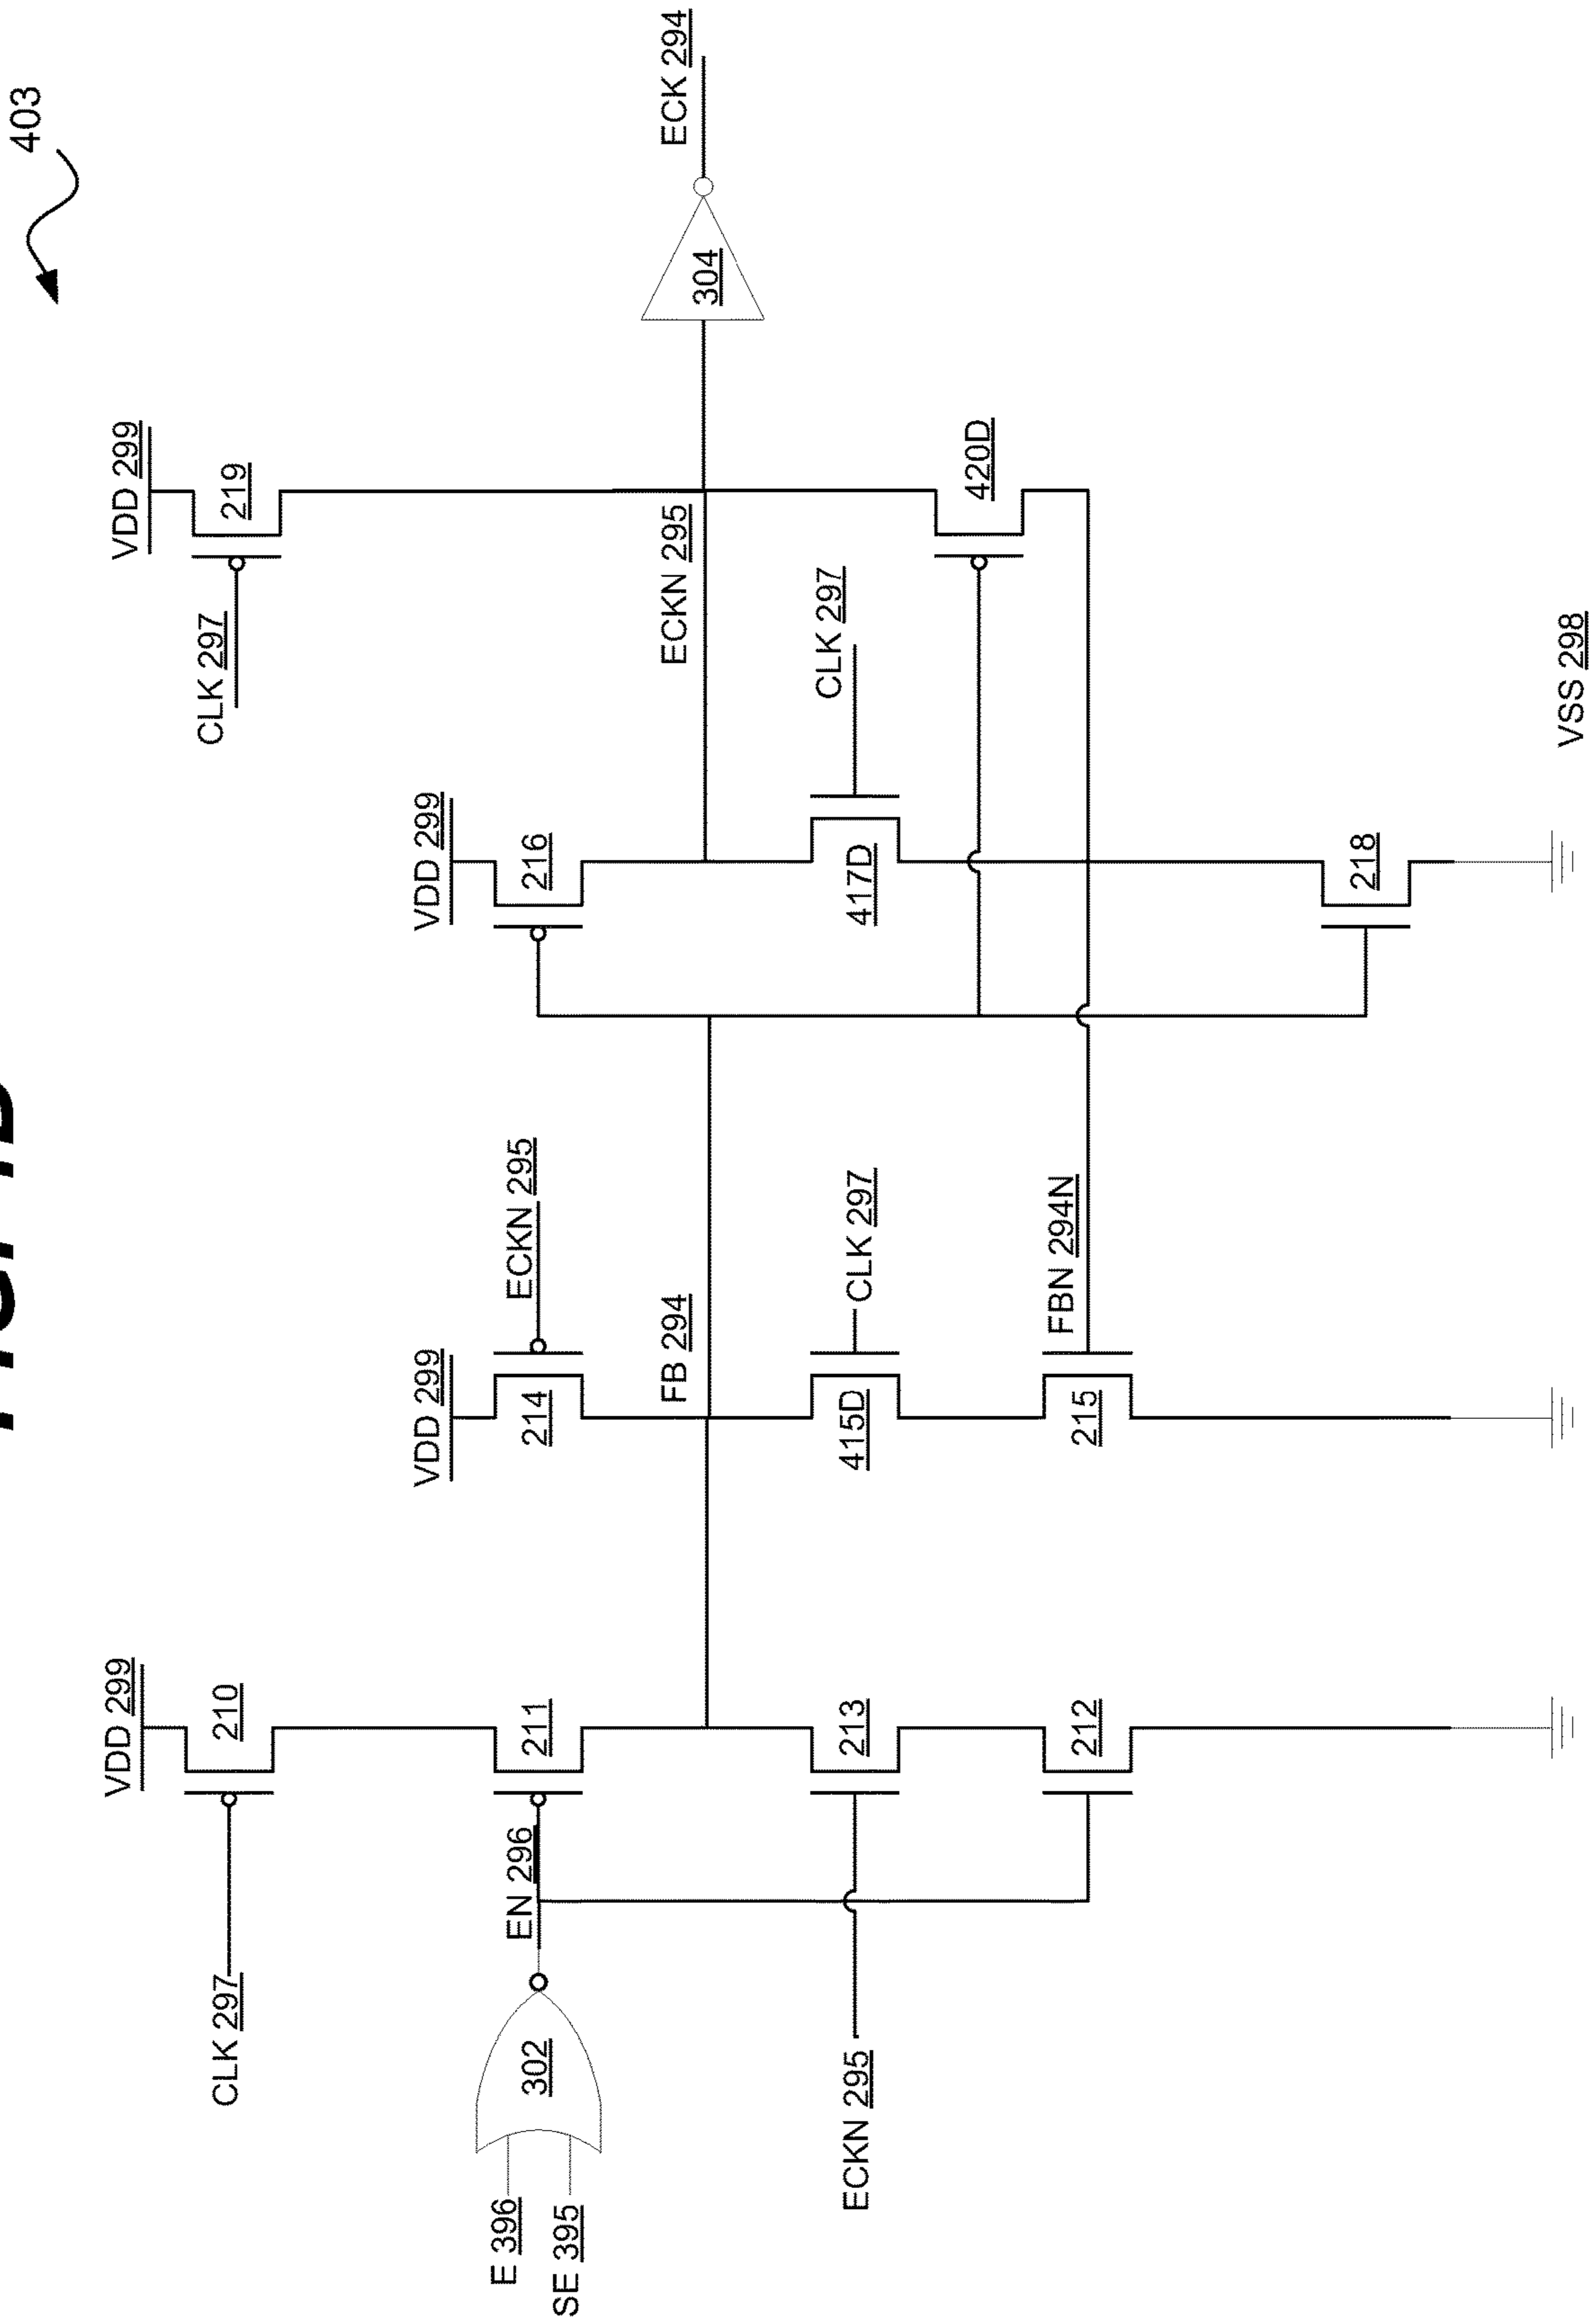 403
VDD 299
VDD 299
CLK 297
210
CLK 297
219
VDD 299
VDD 299
E 396
SE 395
302
EN 296
211
214
ECKN 295
216
FB 294
ECKN 295
304
ECK 294
ECKN 295
213
415D
CLK 297
417D
CLK 297
212
215
FBN 294N
420D
218
VSS 298